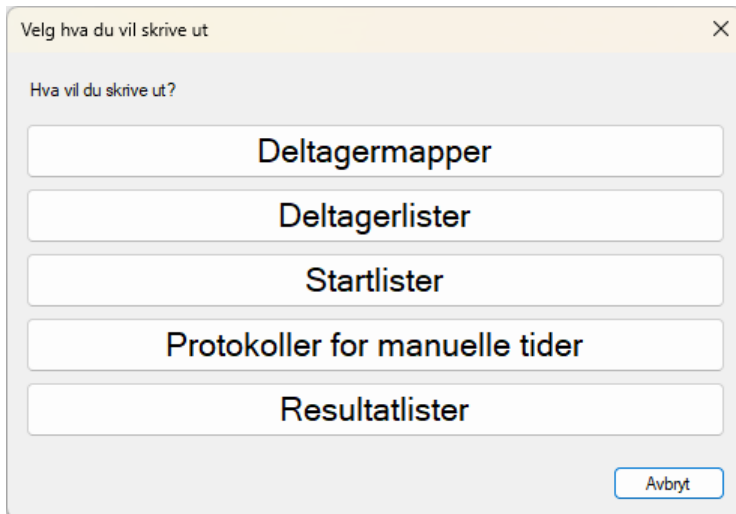 Velg hva du vil skrive ut
Hva vil du skrive ut?
Deltagermapper
Deltagerlister
Startlister
Protokoller for manuelle tider
Resultatlister
Avbryt